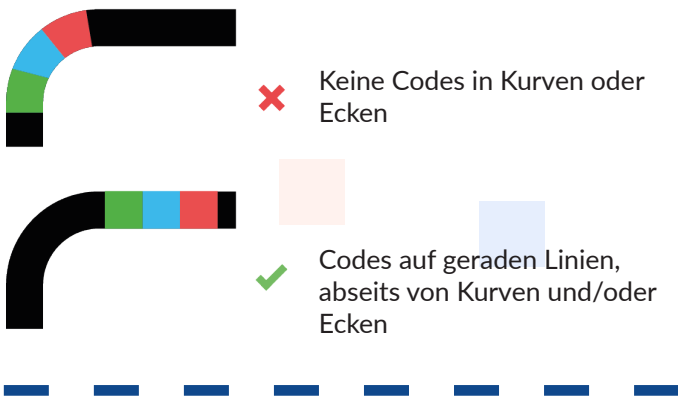 Keine Codes in Kurven oder
Ecken
Codes auf geraden Linien,
abseits von Kurven und/oder
Ecken